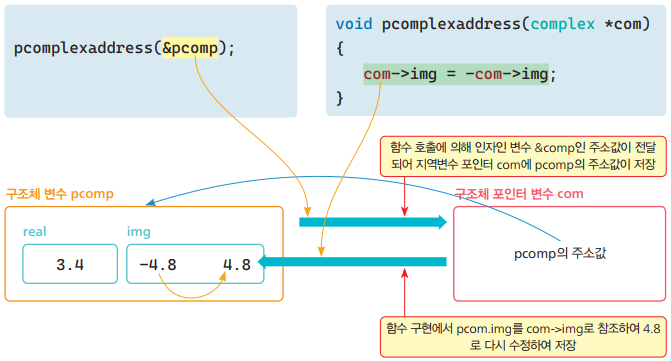 pcomplexaddress(&pcomp);
void pcomplexaddress(complex *com)
{
com->img = -com->img;
}
함수 호출에 의해 인자인 변수 &comp인 주소값이 전달
되어 지역변수 포인터 com에 pcomp의 주소값이 저장
구조체 변수 pcomp
구조체 포인터 변수 com
real
img
3.4
-4.8 4.8
pcomp의 주소값
함수 구현에서 pcom.img를 com->img로 참조하여 4.8
로 다시 수정하여 저장